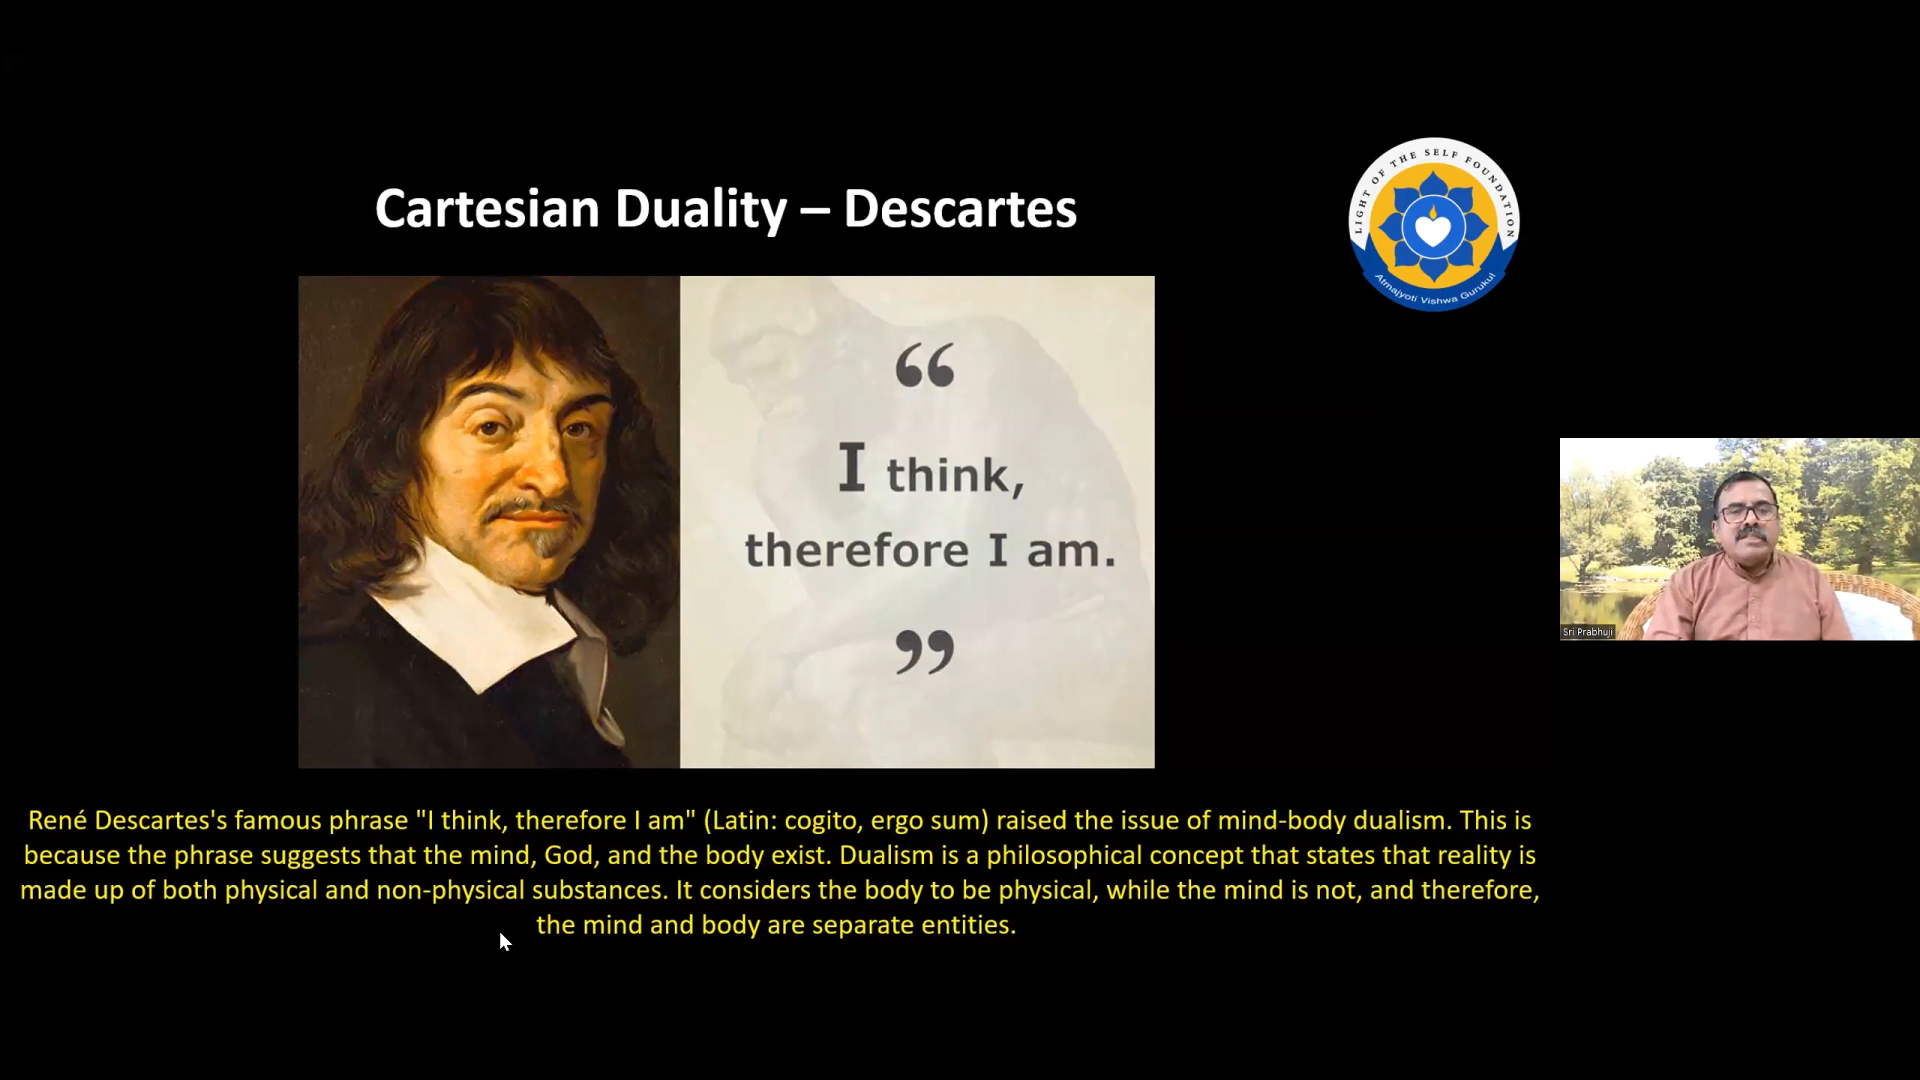 Cartesian Duality – Descartes
LIGHT OF THE SELF FOUNDATION
Atmajyoti Vishwa Gurukul
“
I think,
therefore I am.
”
Sri Prabhuji
René Descartes's famous phrase "I think, therefore I am" (Latin: cogito, ergo sum) raised the issue of mind-body dualism. This is
because the phrase suggests that the mind, God, and the body exist. Dualism is a philosophical concept that states that reality is
made up of both physical and non-physical substances. It considers the body to be physical, while the mind is not, and therefore,
the mind and body are separate entities.